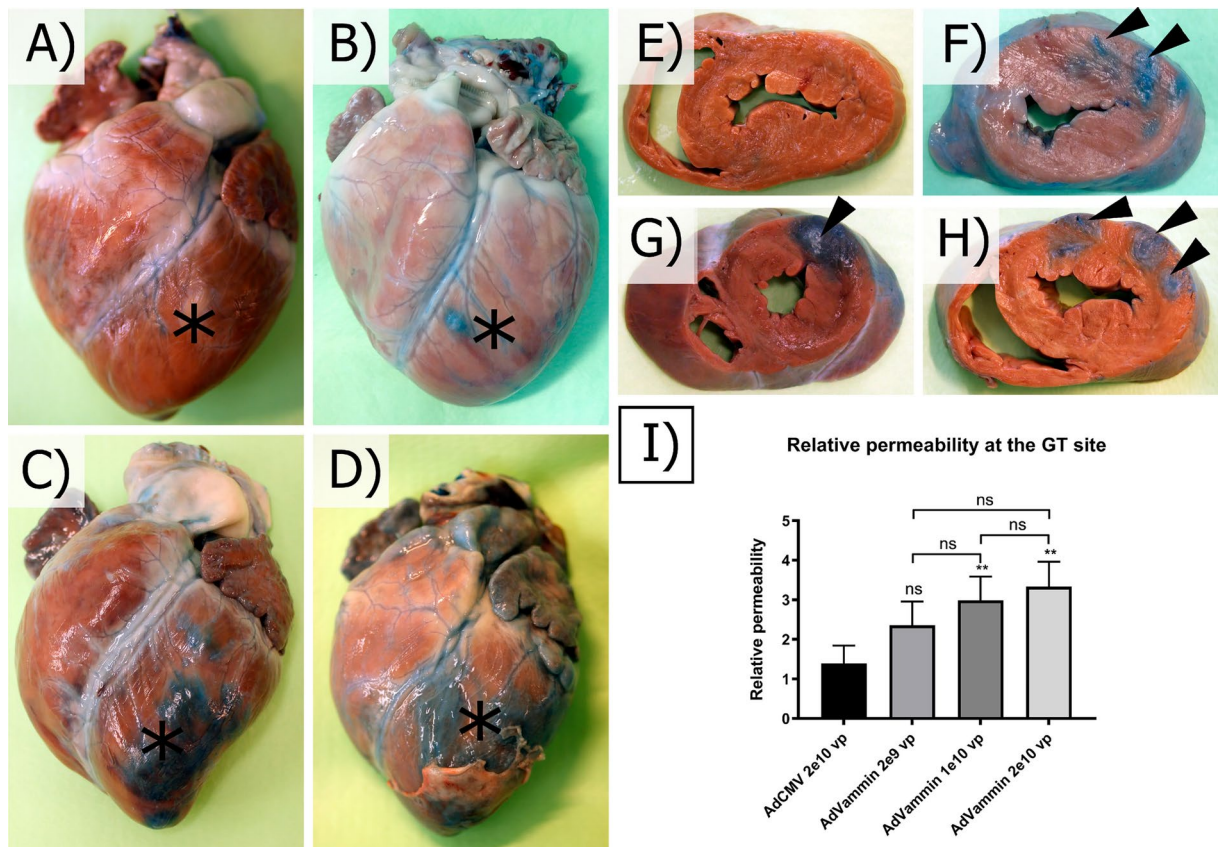 A)
B)
E)
F)
G)
H)
C)
D)
I)
Relative permeability at the GT site
Relative permeability
5
4
3
2
1
0
ns
ns
ns
ns
**
**
AdCMV 2e10 vp
AdVammin 2e9 vp
AdVammin 1e10 vp
AdVammin 2e10 vp
*
*
*
*